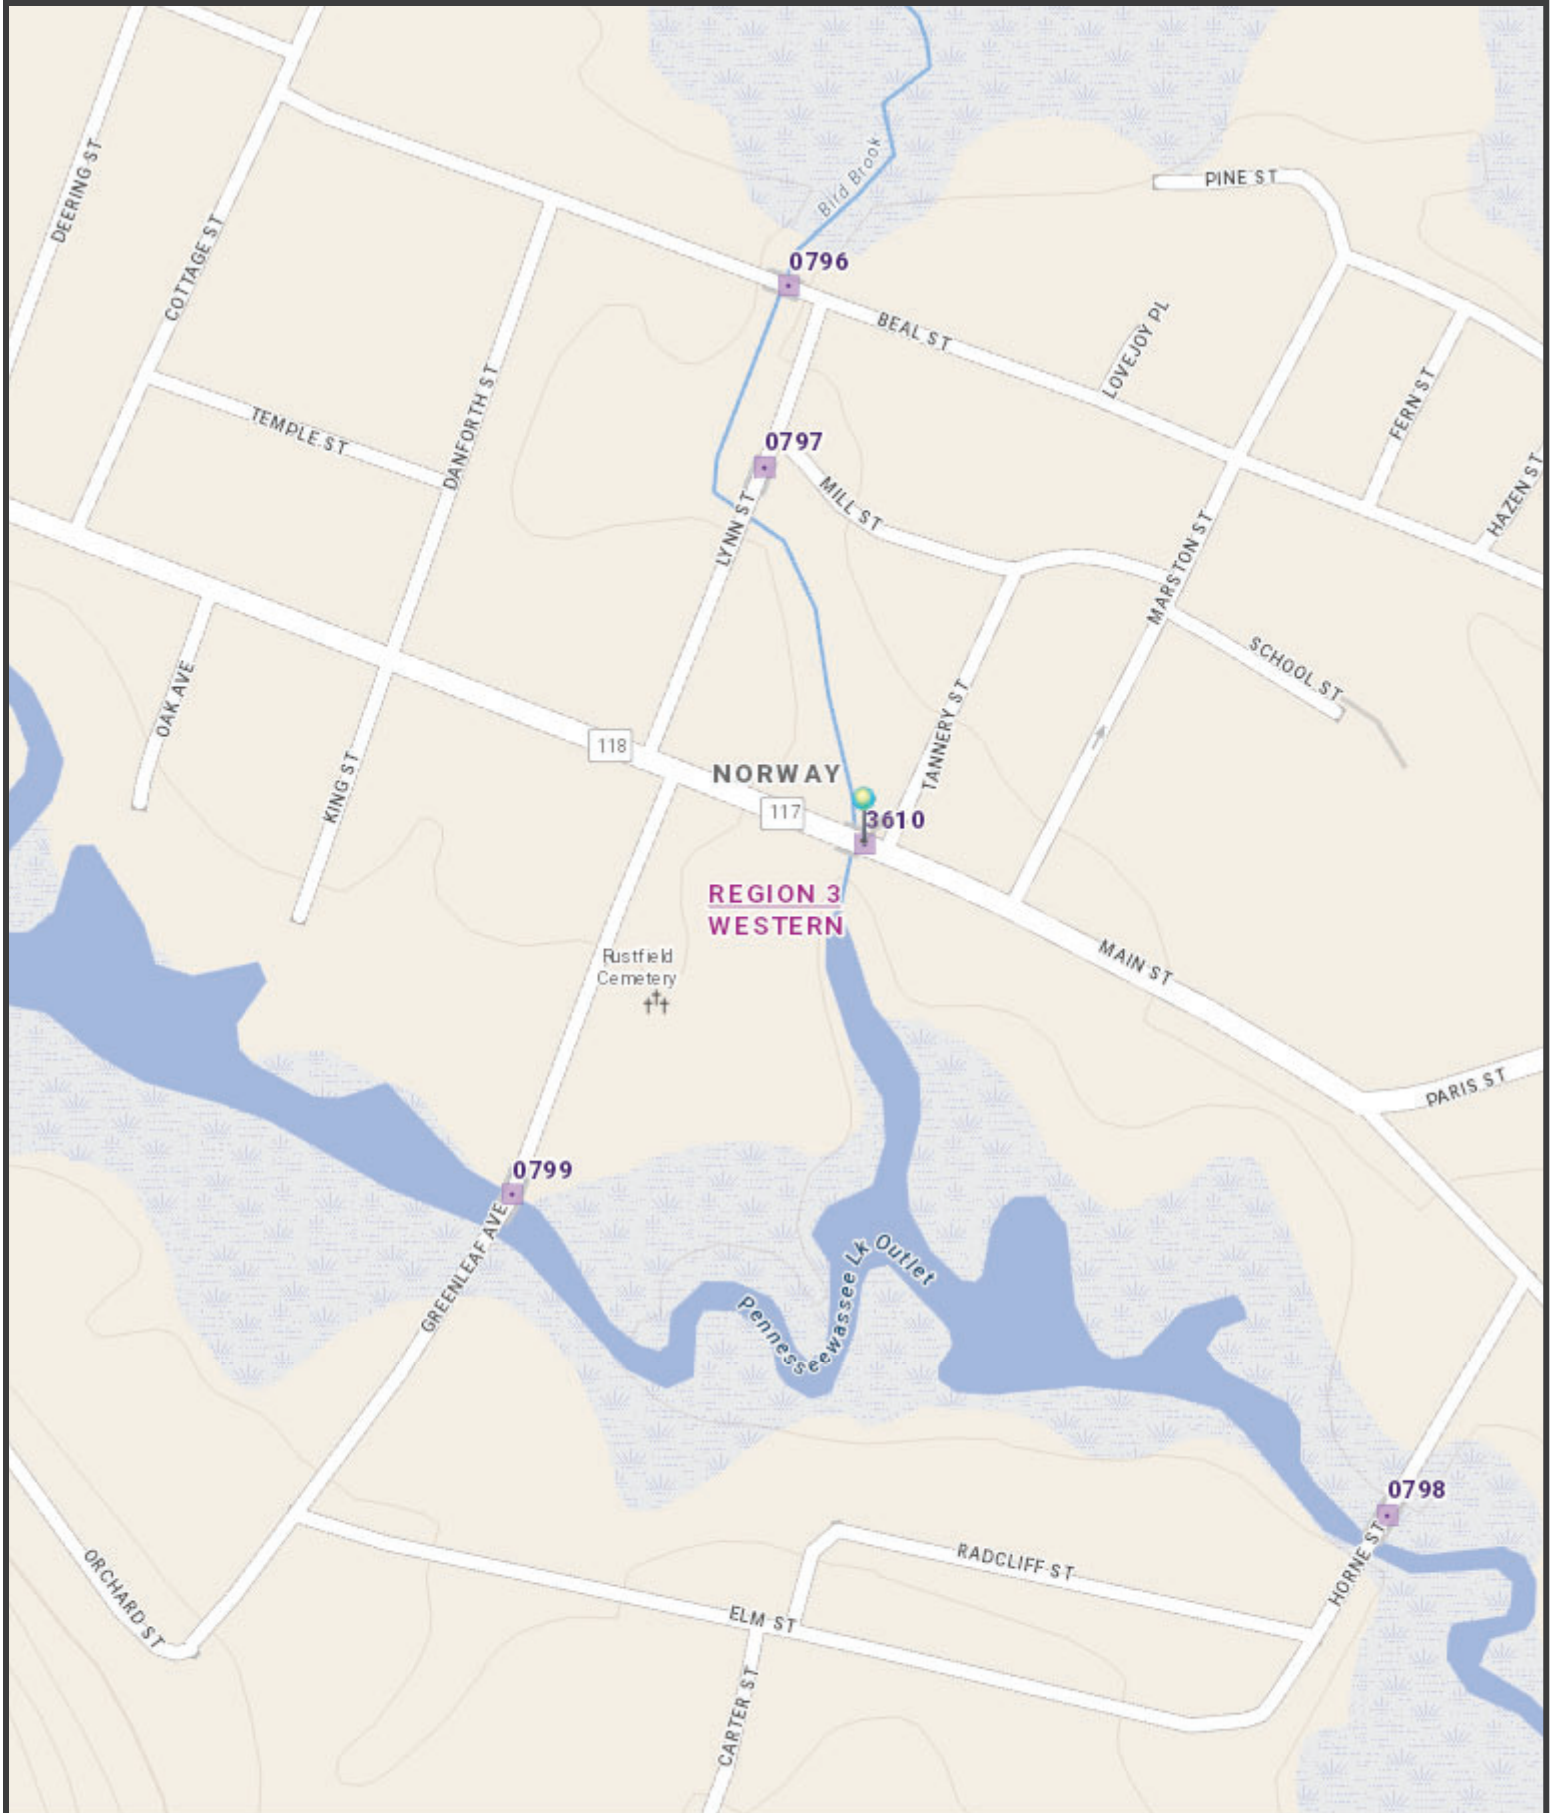 DEERING ST
COTTAGE ST
Bird Brook
PINE ST
0796
BEAL ST
LOVEJOY PL
FERN ST
HAZEN ST
TEMPLE ST
DANFORTH ST
0797
MILL ST
LYNN ST
MARSTON ST
SCHOOL ST
OAK AVE
KING ST
118
NORWAY
117
TANNERY ST
3610
REGION 3
WESTERN
Rustfield
Cemetery
MAIN ST
PARIS ST
0799
GREENLEAF AVE
Pennesseewassee Lk Outlet
0798
HORNE ST
ORCHARD ST
RADCLIFF ST
ELM ST
CARTER ST